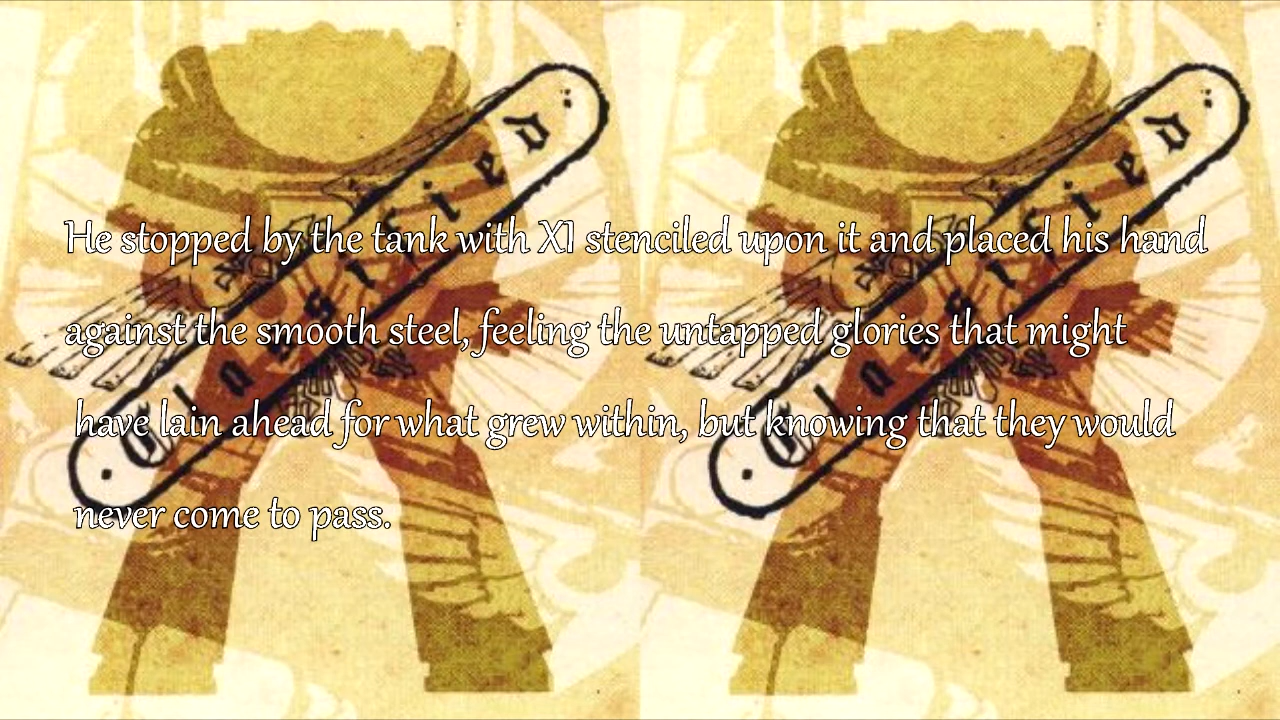 He stopped by the tank with XI stenciled upon it and placed his hand
against the smooth steel, feeling the untapped glories that might
have lain ahead for what grew within, but knowing that they would
never come to pass.
Classified
Classified